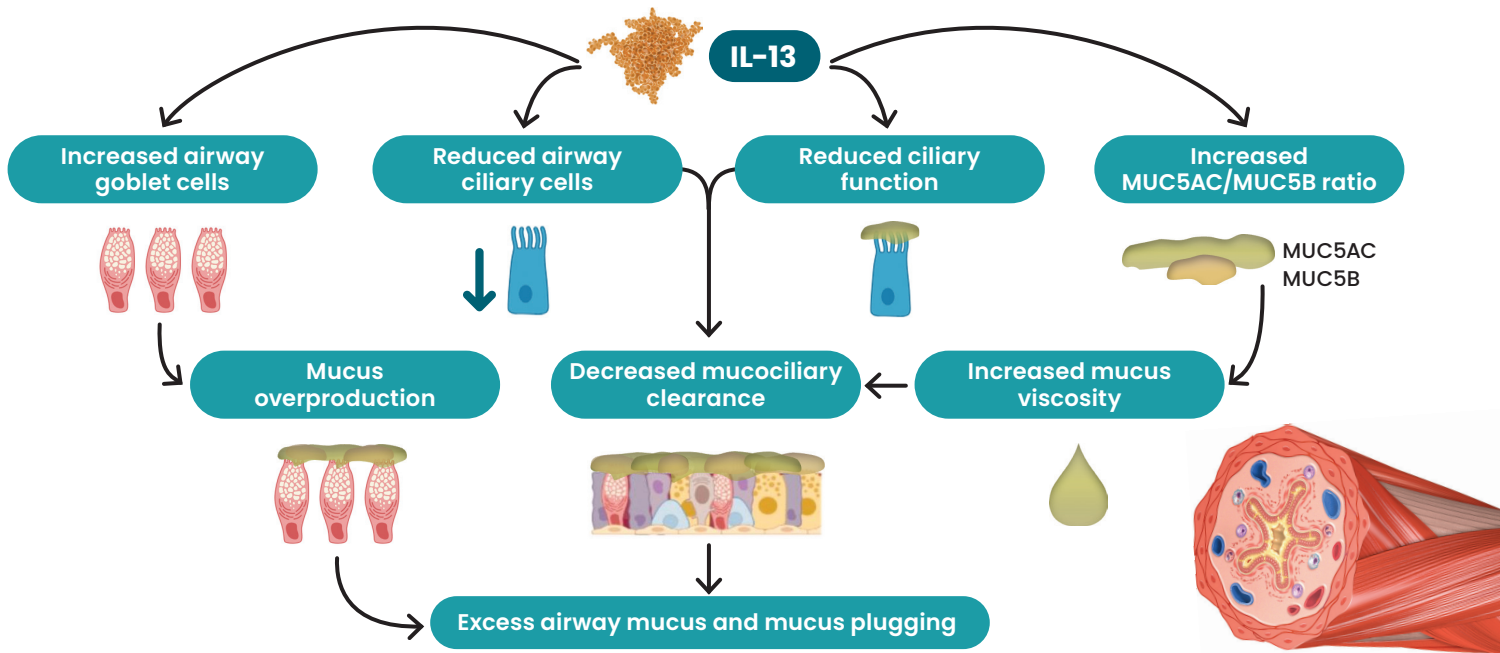 IL-13
Increased airway
goblet cells
Reduced airway
ciliary cells
Reduced ciliary
function
Increased
MUC5AC/MUC5B ratio
MUC5AC
MUC5B
Mucus
overproduction
Decreased mucociliary
clearance
Increased mucus
viscosity
Excess airway mucus and mucus plugging